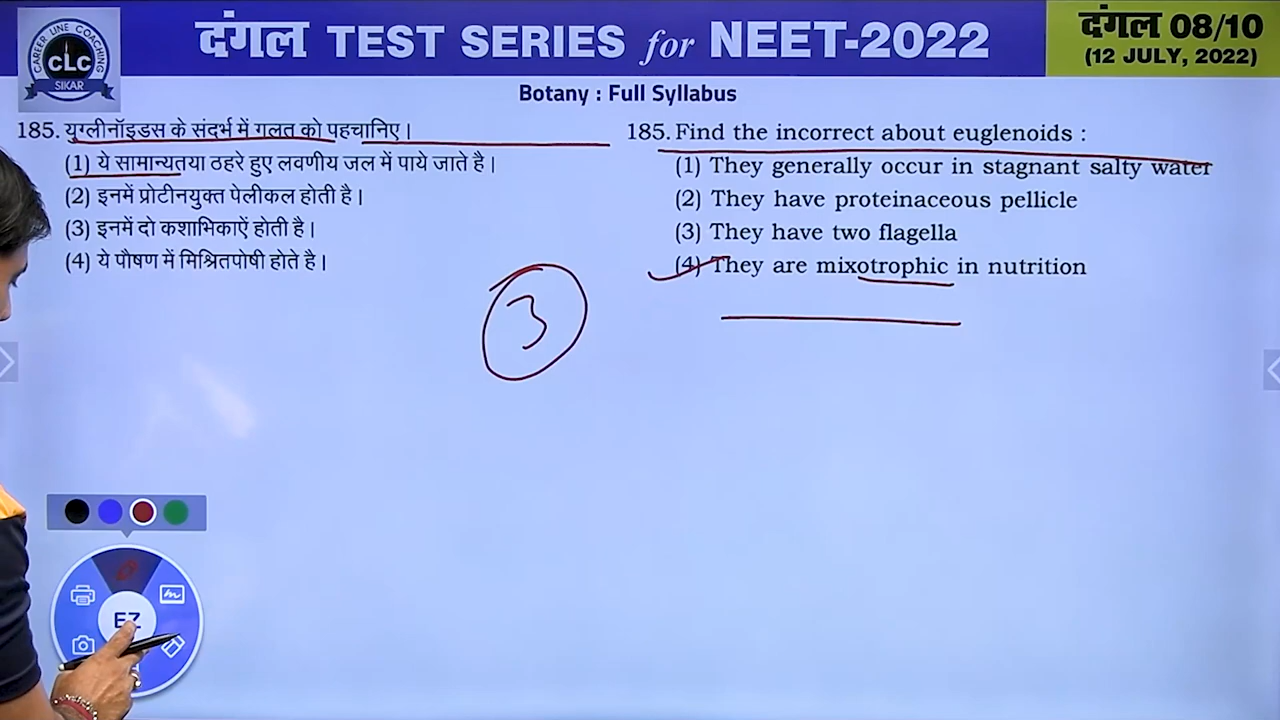 दंगल TEST SERIES for NEET-2022
दंगल 08/10
(12 JULY, 2022)
CAREER LINE COACHING
CLC
SIKAR
Botany : Full Syllabus
185. युग्लीनॉइडस के संदर्भ में गलत को पहचानिए।
(1) ये सामान्यतया ठहरे हुए लवणीय जल में पाये जाते है।
(2) इनमें प्रोटीनयुक्त पेलीकल होती है।
(3) इनमें दो कशाभिकाऐं होती है।
(4) ये पौषण में मिश्रितपोषी होते है।
185. Find the incorrect about euglenoids :
(1) They generally occur in stagnant salty water
(2) They have proteinaceous pellicle
(3) They have two flagella
(4) They are mixotrophic in nutrition
3
EZ